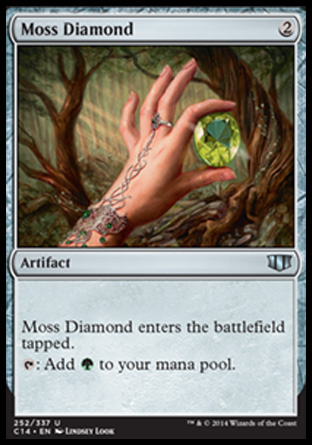 Moss Diamond 2
Artifact
Moss Diamond enters the battlefield
tapped.
: Add to your mana pool.
252/337 U
C14 • EN Lindsey Look
™ & © 2014 Wizards of the Coast